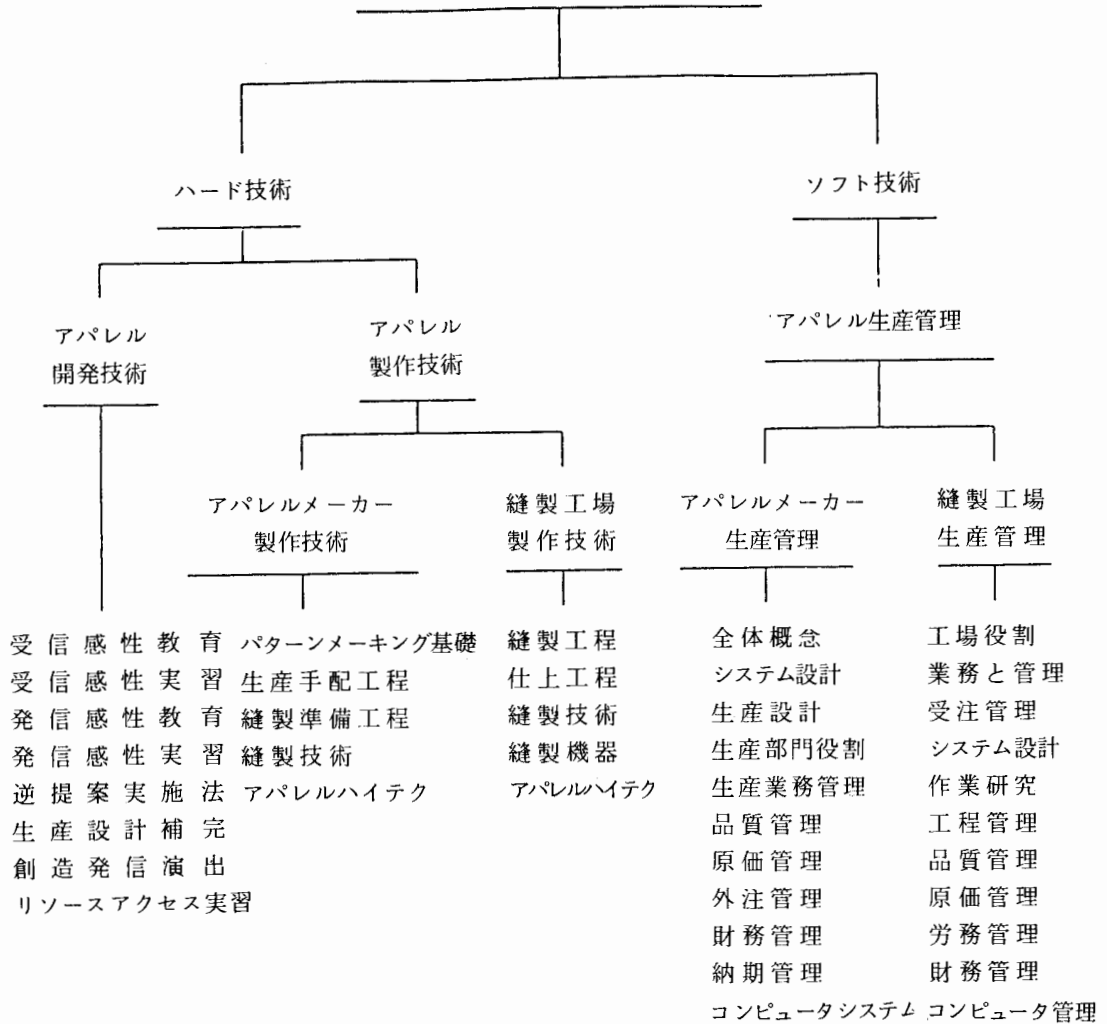 ハード技術
ソフト技術
アパレル
開発技術
アパレル
製作技術
アパレル生産管理
アパレルメーカー
製作技術
縫製工場
製作技術
アパレルメーカー
生産管理
縫製工場
生産管理
受信感性教育
受信感性実習
発信感性教育
発信感性実習
逆提案実施法
生産設計補完
創造発信演出
リソースアクセス実習
パターンメーキング基礎
生産手配工程
縫製準備工程
縫製技術
アパレルハイテク
縫製工程
仕上工程
縫製技術
縫製機器
アパレルハイテク
全体概念
システム設計
生産設計
生産部門役割
生産業務管理
品質管理
原価管理
外注管理
財務管理
納期管理
コンピュータシステム
工場役割
業務と管理
受注管理
システム設計
作業研究
工程管理
品質管理
原価管理
労務管理
財務管理
コンピュータ管理